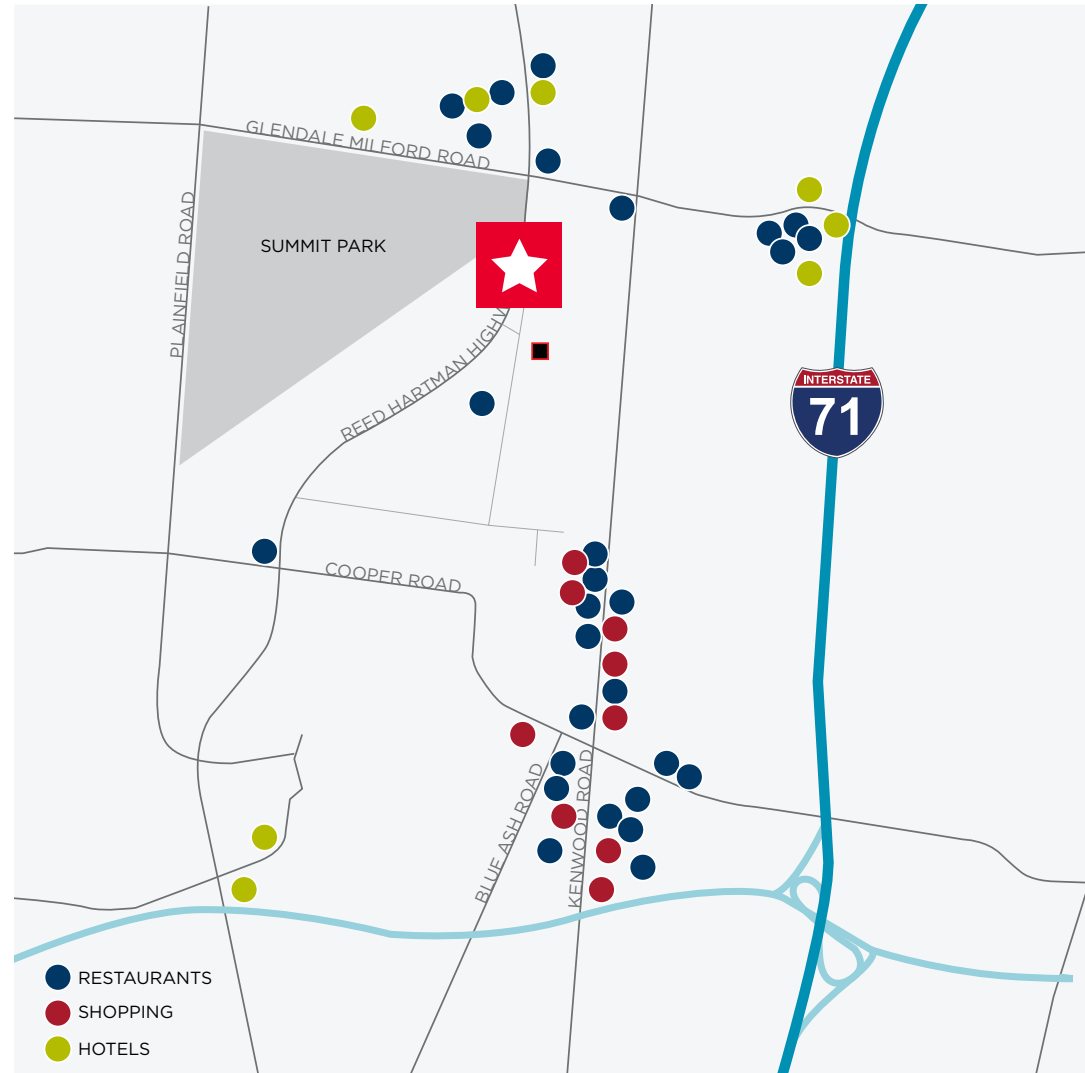 GLENDALE MILFORD ROAD
PLAINFIELD ROAD
SUMMIT PARK
REED HARTMAN
INTERSTATE
71
COOPER ROAD
BLUE ASH ROAD
KENWOOD ROAD
RESTAURANTS
SHOPPING
HOTELS